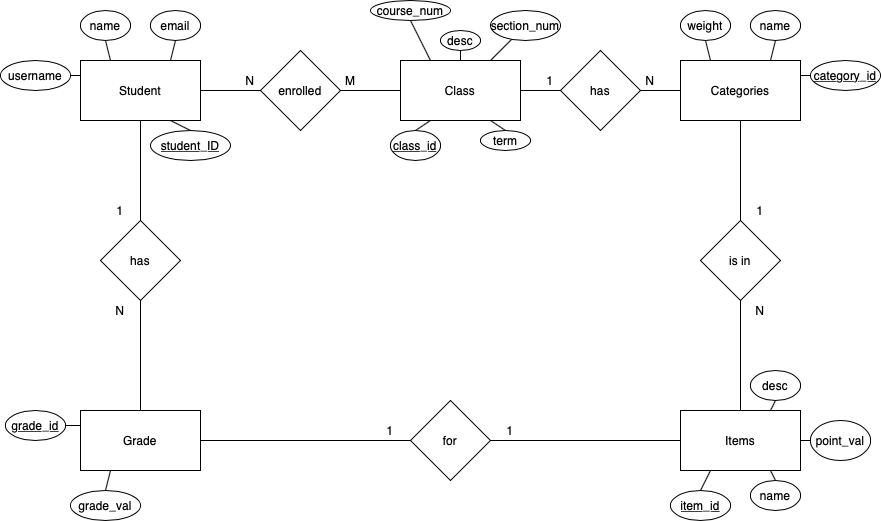 course_num
name
email
desc
section_num
weight
name
username
Student
N
enrolled
M
Class
1
has
N
Categories
category_id
student_ID
class_id
term
1
1
has
is in
N
N
desc
grade_id
Grade
1
for
1
Items
point_val
grade_val
item_id
name